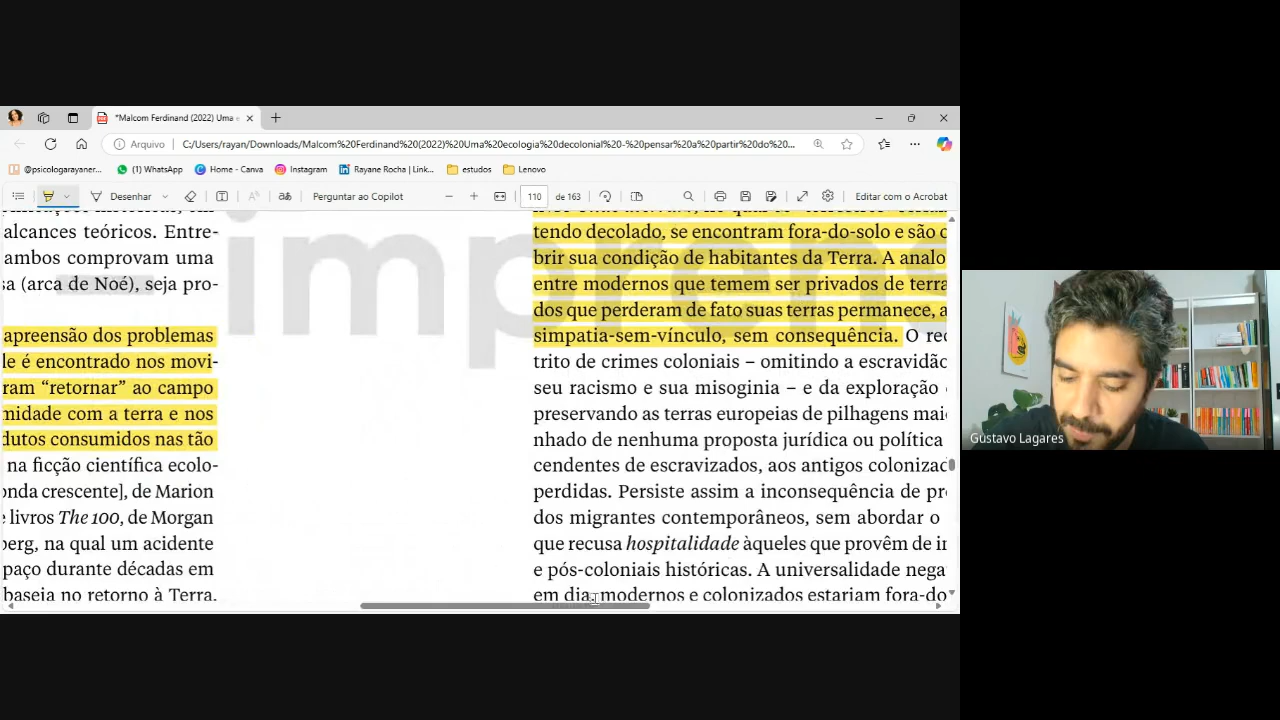 *Malcom Ferdinand (2022) Uma e
Arquivo
C:/Users/rayan/Downloads/Malcom%20Ferdinand%20(2022)%20Uma%20ecologia%20decolonial%20-%20pensar%20a%20partir%20do%20...
@psicologarayaner...
(1) WhatsApp
Home - Canva
Instagram
Rayane Rocha | Link...
estudos
Lenovo
Desenhar
Perguntar ao Copilot
110
de 163
Editar com o Acrobat
alcances teóricos. Entre-
ambos comprovam uma
sa (arca de Noé), seja pro-
apreensão dos problemas
le é encontrado nos movi-
ram “retornar” ao campo
midade com a terra e nos
dutos consumidos nas tão
na ficção científica ecolo-
onda crescente], de Marion
e livros The 100, de Morgan
berg, na qual um acidente
paço durante décadas em
baseia no retorno à Terra.
– imprens
tendo decolado, se encontram fora-do-solo e são c
brir sua condição de habitantes da Terra. A analo
entre modernos que temem ser privados de terra
dos que perderam de fato suas terras permanece, a
simpatia-sem-vínculo, sem consequência. O rec
trito de crimes coloniais – omitindo a escravidão
seu racismo e sua misoginia – e da exploração
preservando as terras europeias de pilhagens maio
nhado de nenhuma proposta jurídica ou política
cendentes de escravizados, aos antigos colonizad
perdidas. Persiste assim a inconsequência de pr
dos migrantes contemporâneos, sem abordar o
que recusa hospitalidade àqueles que provêm de in
e pós-coloniais históricas. A universalidade nega
em dia, modernos e colonizados estariam fora-do
Gustavo Lagares